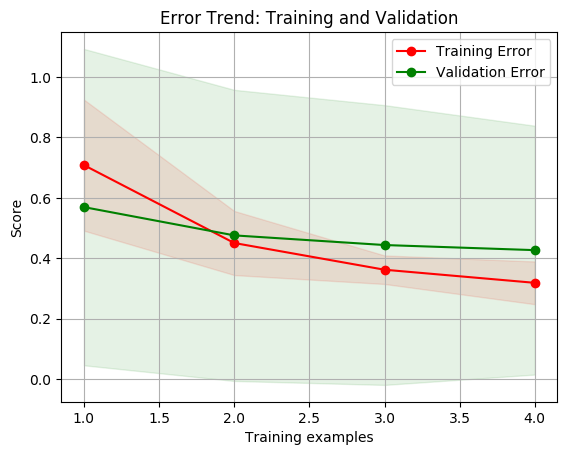 Error Trend: Training and Validation
Training Error
Validation Error
Score
1.0
0.8
0.6
0.4
0.2
0.0
1.0 1.5 2.0 2.5 3.0 3.5 4.0
Training examples